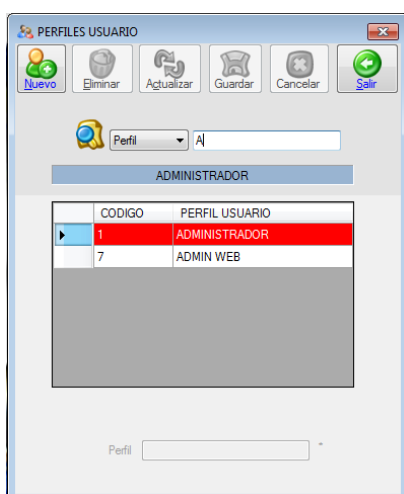 PERFILES USUARIO
Nuevo Eliminar Actualizar Guardar Cancelar Salir
Perfil A
ADMINISTRADOR
CODIGO PERFIL USUARIO
1 ADMINISTRADOR
7 ADMIN WEB
Perfil *